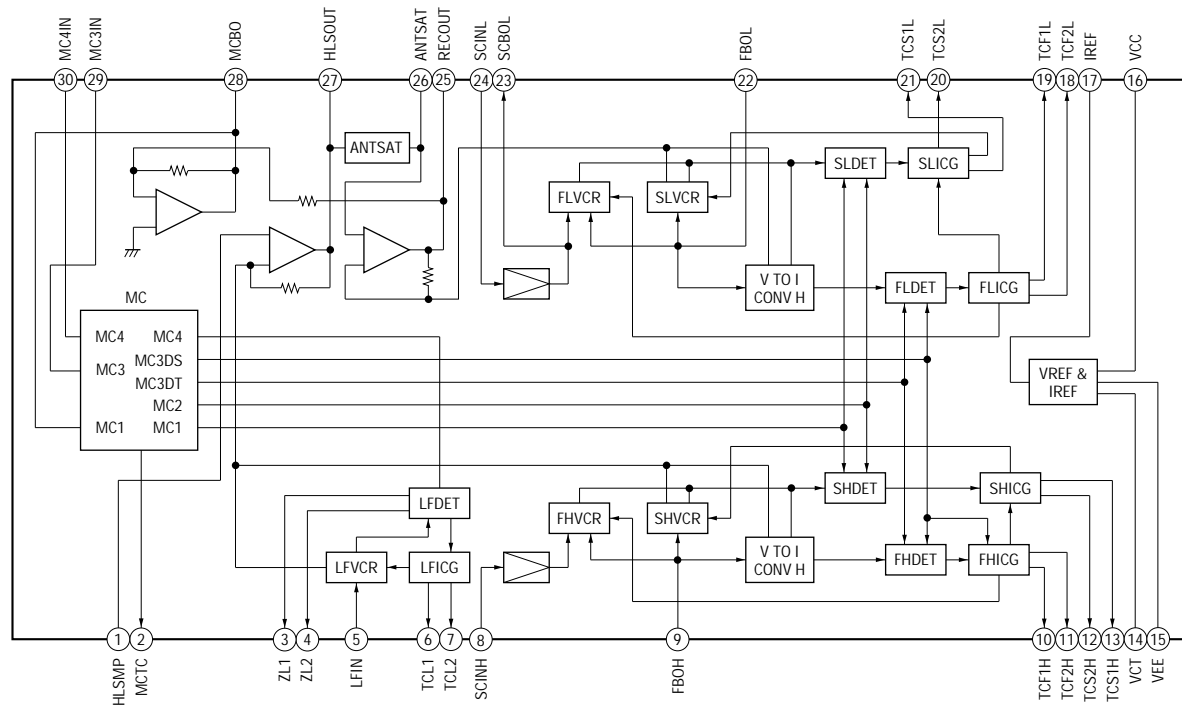 MC4IN
MC3IN
MCBO
HLSOUT
ANTSAT
RECOUT
SCINL
SCBOL
FBOL
TCS1L
TCS2L
TCF1L
TCF2L
IREF
VCC
30
29
28
27
26
25
24
23
22
21
20
19
18
17
16
ANTSAT
FLVCR
SLVCR
SLDET
SLICG
V TO I
CONV H
FLDET
FLICG
MC
MC4
MC3
MC1
MC4
MC3DS
MC3DT
MC2
MC1
VREF &
IREF
LFDET
LFVCR
LFICG
FHVCR
SHVCR
V TO I
CONV H
SHDET
SHICG
FHDET
FHICG
1
2
3
4
5
6
7
8
9
10
11
12
13
14
15
HLSMP
MCTC
ZL1
ZL2
LFIN
TCL1
TCL2
SCINH
FBOH
TCF1H
TCF2H
TCS2H
TCS1H
VCT
VEE